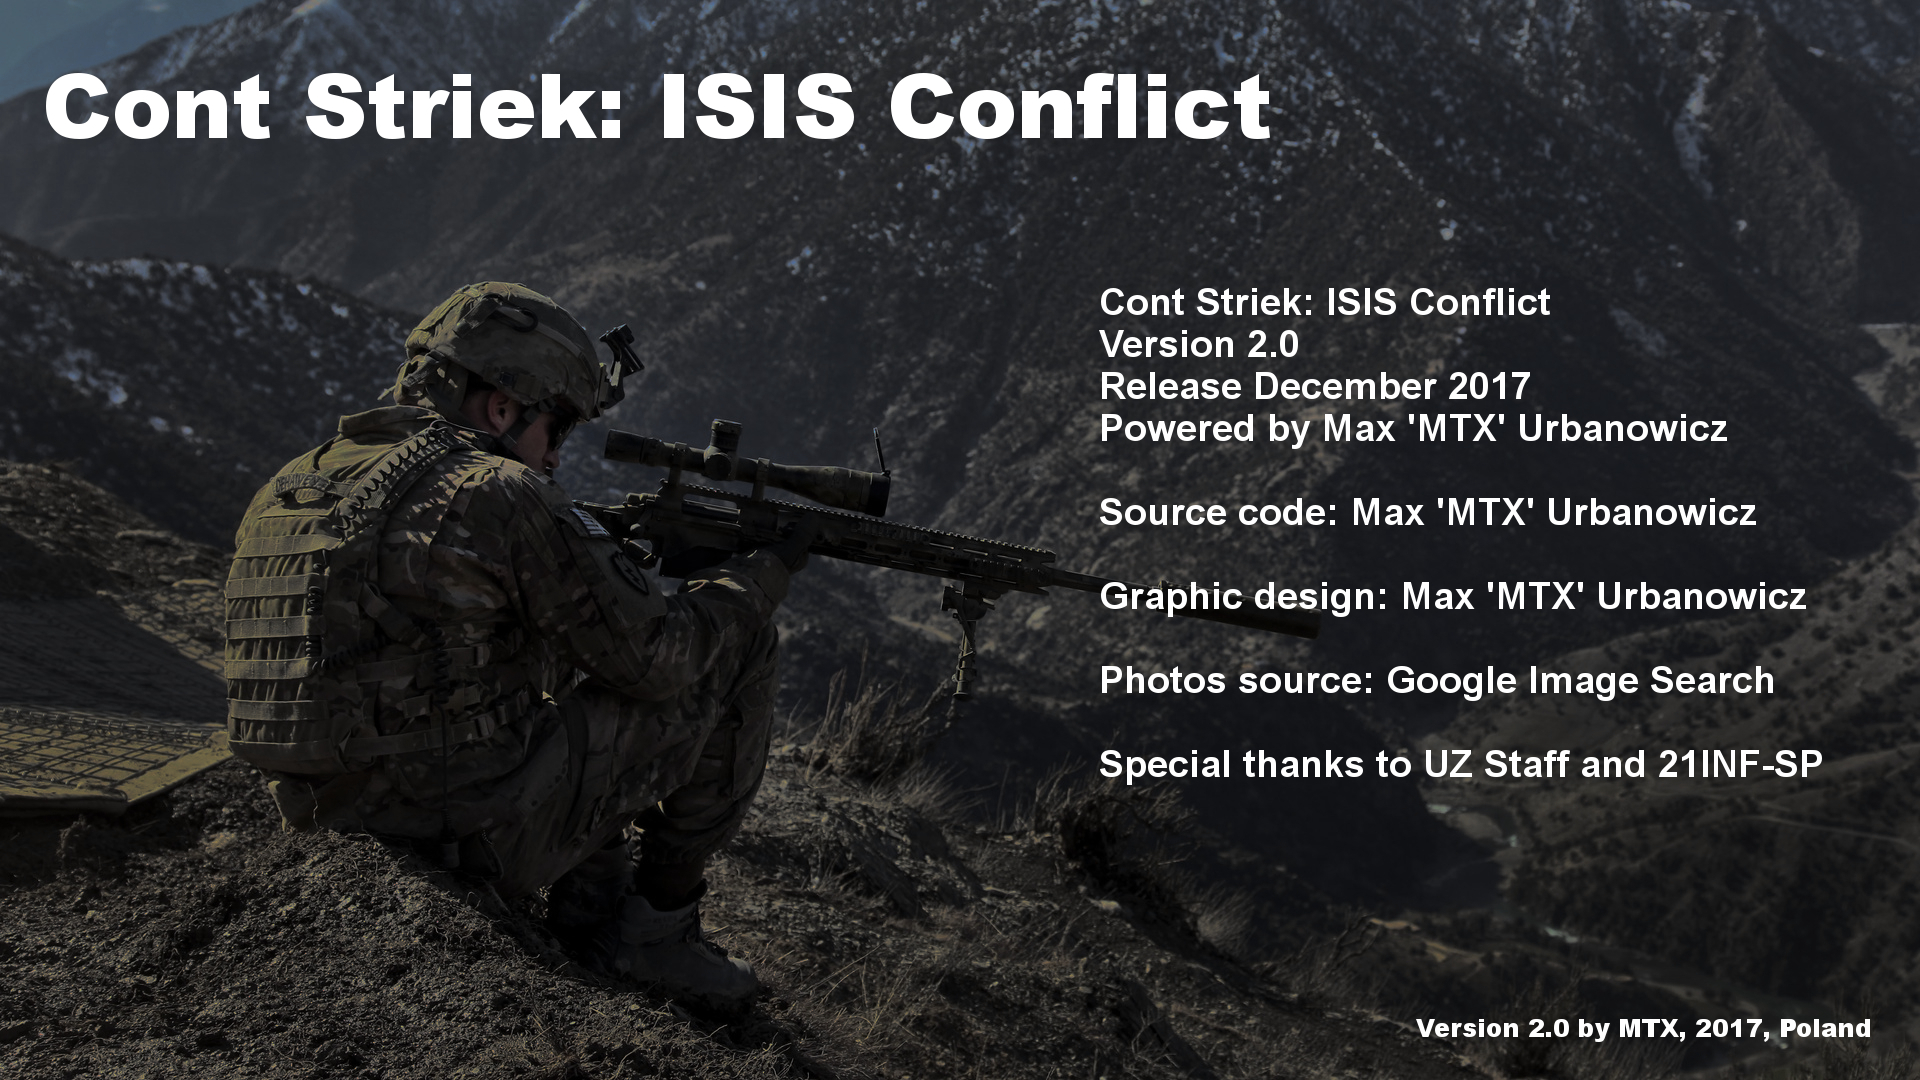 Cont Striek: ISIS Conflict
Cont Striek: ISIS Conflict
Version 2.0
Release December 2017
Powered by Max 'MTX' Urbanowicz
Source code: Max 'MTX' Urbanowicz
Graphic design: Max 'MTX' Urbanowicz
Photos source: Google Image Search
Special thanks to UZ Staff and 21INF-SP
Version 2.0 by MTX, 2017, Poland